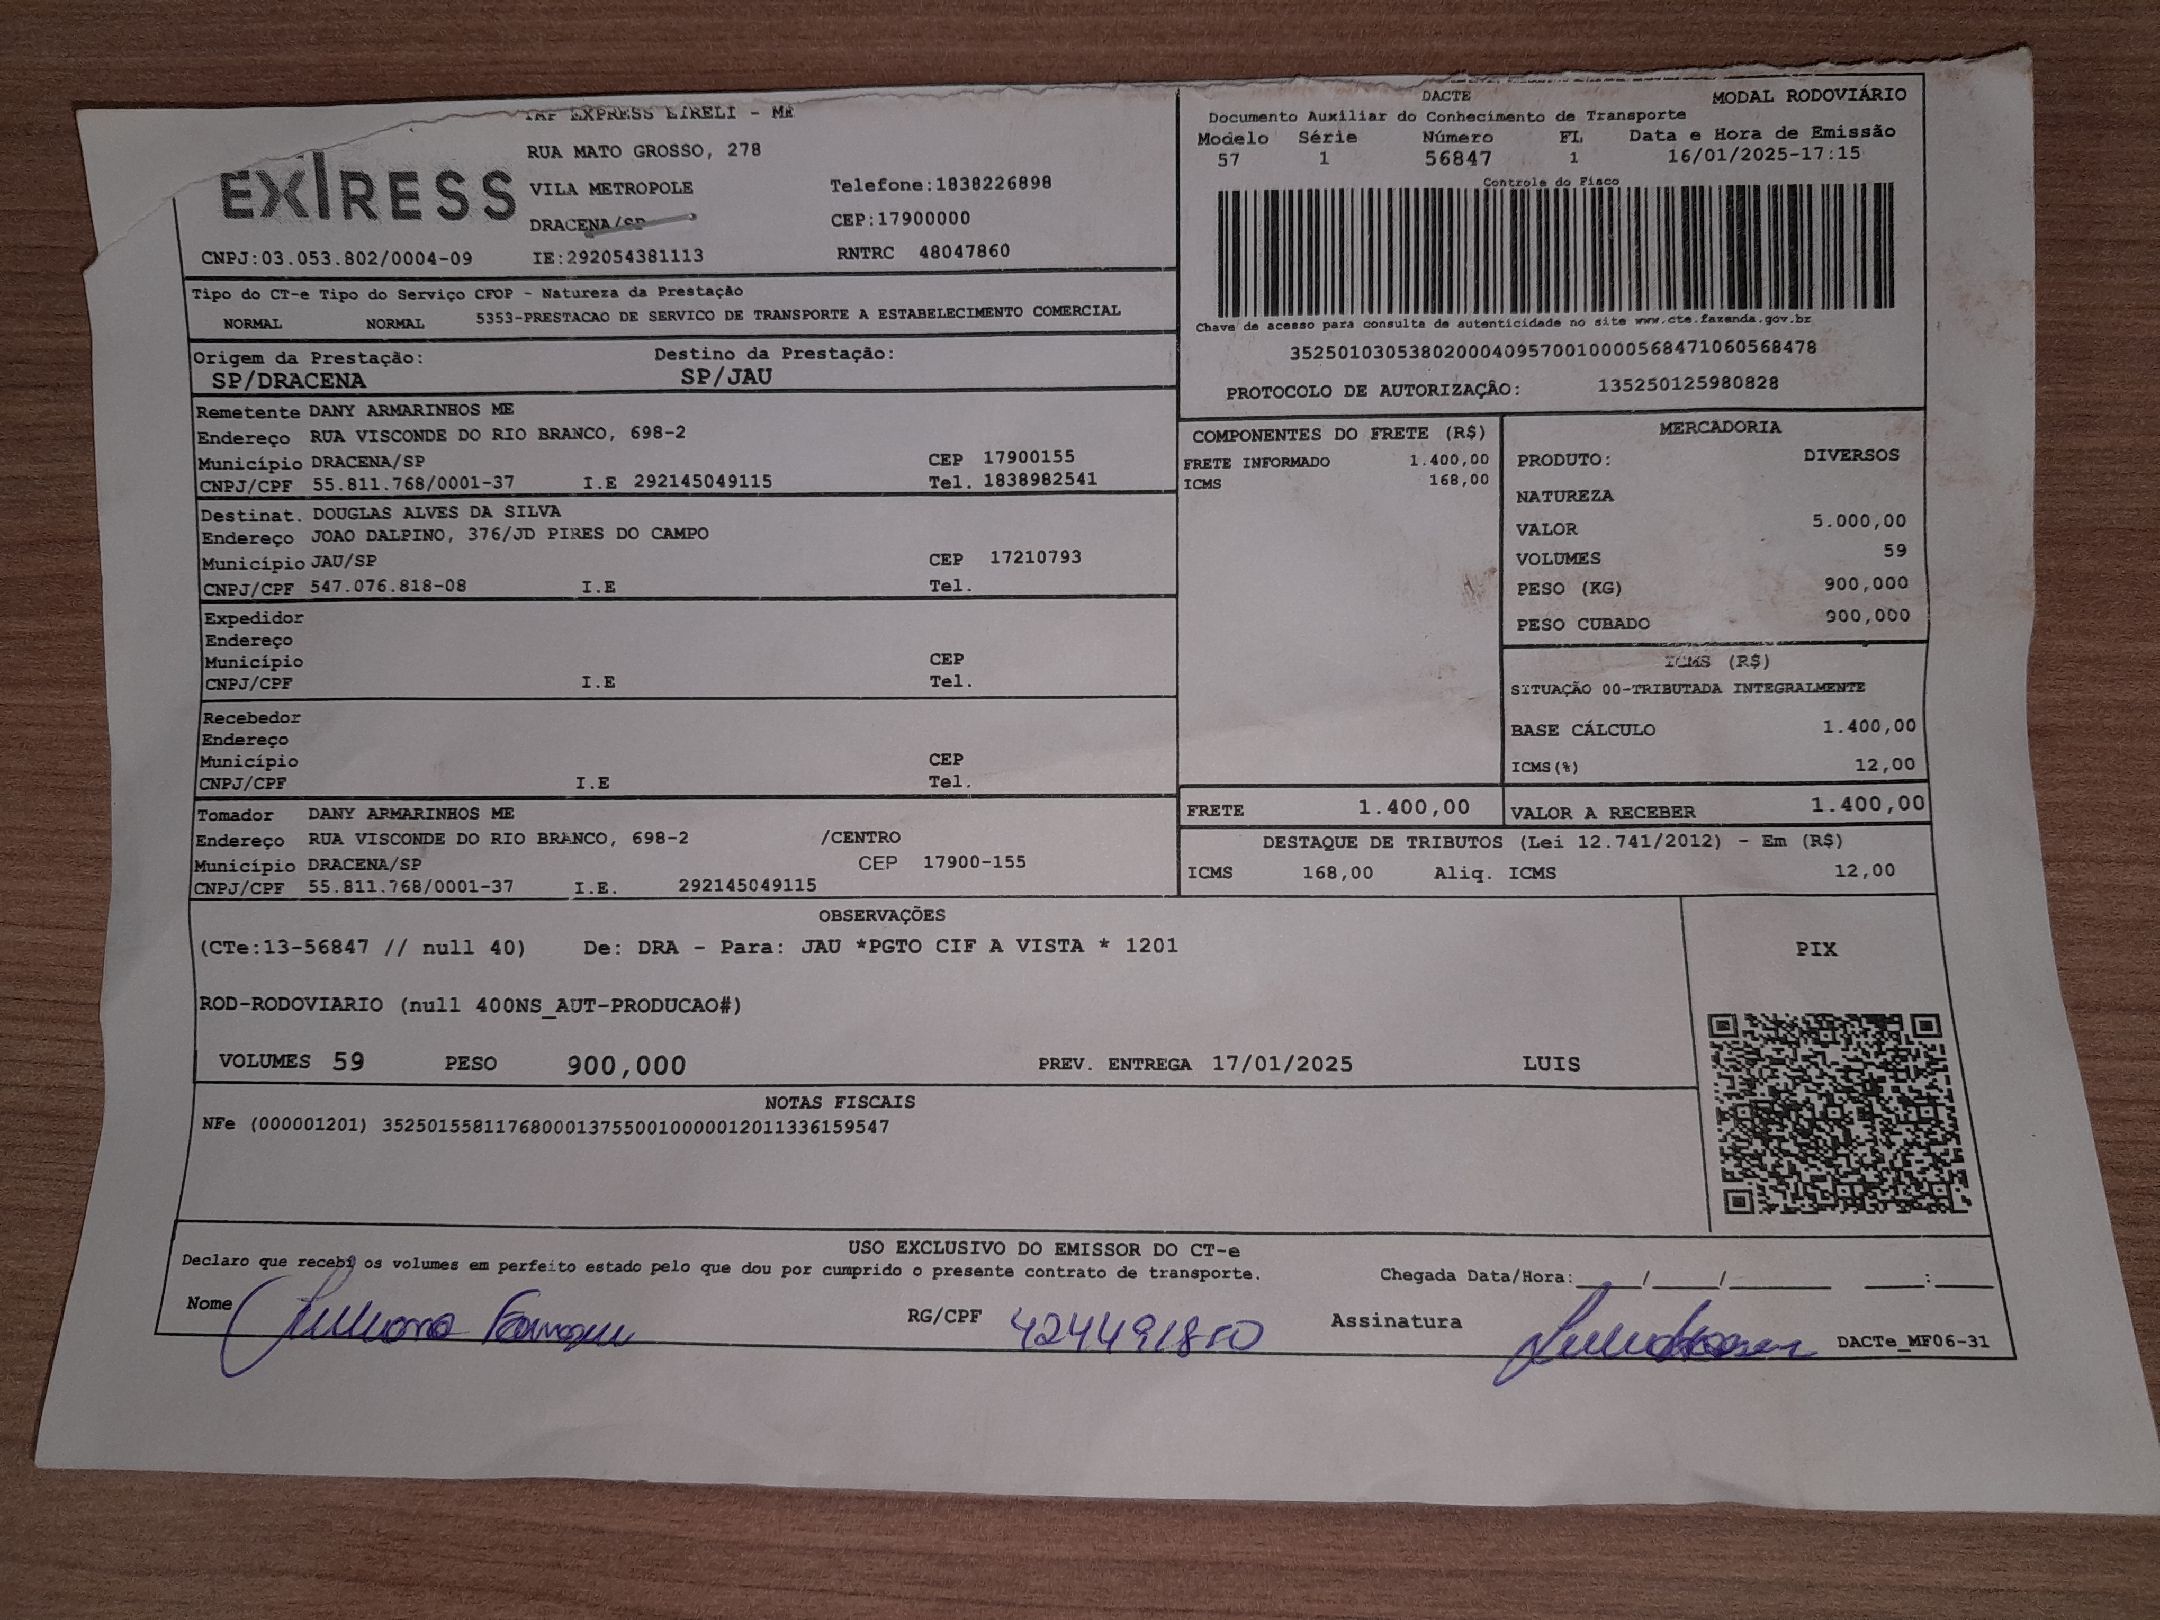 EXPRESS EIRELI - ME
RUA MATO GROSSO, 278
EXIRESS
VILA METROPOLE Telefone:1838226898
DRACENA/SP CEP:17900000
CNPJ:03.053.802/0004-09 IE:292054381113 RNTRC 48047860
DACTE MODAL RODOVIÁRIO
Documento Auxiliar do Conhecimento de Transporte
Modelo Série Número FL Data e Hora de Emissão
57 1 56847 1 16/01/2025-17:15
Controle do Fisco
Chave de acesso para consulta de autenticidade no site www.cte.fazenda.gov.br
35250103053802000409570010000568471060568478
PROTOCOLO DE AUTORIZAÇÃO: 135250125980828
Tipo do CT-e Tipo do Serviço CFOP - Natureza da Prestação
NORMAL NORMAL 5353-PRESTACAO DE SERVICO DE TRANSPORTE A ESTABELECIMENTO COMERCIAL
Origem da Prestação: Destino da Prestação:
SP/DRACENA SP/JAU
Remetente DANY ARMARINHOS ME
Endereço RUA VISCONDE DO RIO BRANCO, 698-2
Município DRACENA/SP CEP 17900155
CNPJ/CPF 55.811.768/0001-37 I.E 292145049115 Tel. 1838982541
Destinat. DOUGLAS ALVES DA SILVA
Endereço JOAO DALPINO, 376/JD PIRES DO CAMPO
Município JAU/SP CEP 17210793
CNPJ/CPF 547.076.818-08 I.E Tel.
Expedidor
Endereço
Município CEP
CNPJ/CPF I.E Tel.
Recebedor
Endereço
Município CEP
CNPJ/CPF I.E Tel.
Tomador DANY ARMARINHOS ME
Endereço RUA VISCONDE DO RIO BRANCO, 698-2 /CENTRO
Município DRACENA/SP CEP 17900-155
CNPJ/CPF 55.811.768/0001-37 I.E. 292145049115
COMPONENTES DO FRETE (R$)
FRETE INFORMADO 1.400,00
ICMS 168,00
MERCADORIA
PRODUTO: DIVERSOS
NATUREZA
VALOR 5.000,00
VOLUMES 59
PESO (KG) 900,000
PESO CUBADO 900,000
ICMS (R$)
SITUAÇÃO 00-TRIBUTADA INTEGRALMENTE
BASE CÁLCULO 1.400,00
ICMS(%) 12,00
FRETE 1.400,00 VALOR A RECEBER 1.400,00
DESTAQUE DE TRIBUTOS (Lei 12.741/2012) - Em (R$)
ICMS 168,00 Aliq. ICMS 12,00
OBSERVAÇÕES
(CTe:13-56847 // null 40) De: DRA - Para: JAU *PGTO CIF A VISTA * 1201
ROD-RODOVIARIO (null 400NS_AUT-PRODUCAO#)
VOLUMES 59 PESO 900,000 PREV. ENTREGA 17/01/2025 LUIS
PIX
NOTAS FISCAIS
NFe (000001201) 35250155811768000137550010000012011336159547
USO EXCLUSIVO DO EMISSOR DO CT-e
Declaro que recebi os volumes em perfeito estado pelo que dou por cumprido o presente contrato de transporte. Chegada Data/Hora:____/____/______ ____:____
Nome RG/CPF 424491850 Assinatura DACTe_MF06-31